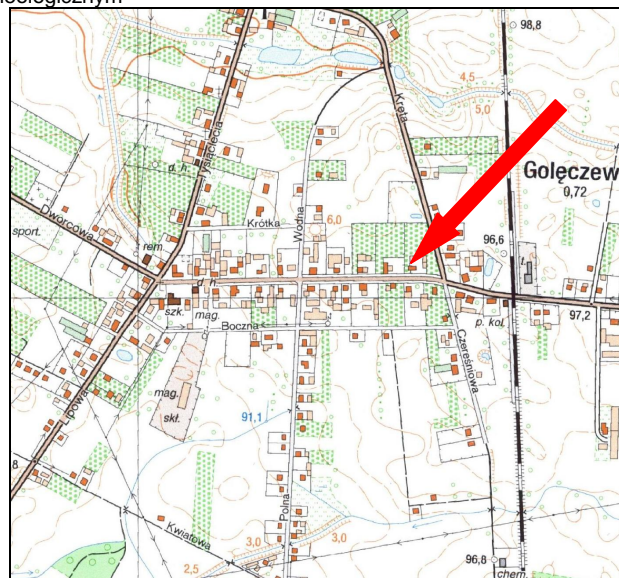 98,8
4,5
5,0
Kręta
Tysiąclecia
Golęczew
0,72
d. h.
Wodna
6,0
Krótka
Dworcowa
sport.
rem.
96,6
t.
d. h.
szk.
mag.
Boczna
p. kol.
97,2
Czereśniowa
Lipowa
mag.
skł.
91,1
8
Polna
Kwiatowa
3,0
3,0
2,5
96,8
chem.